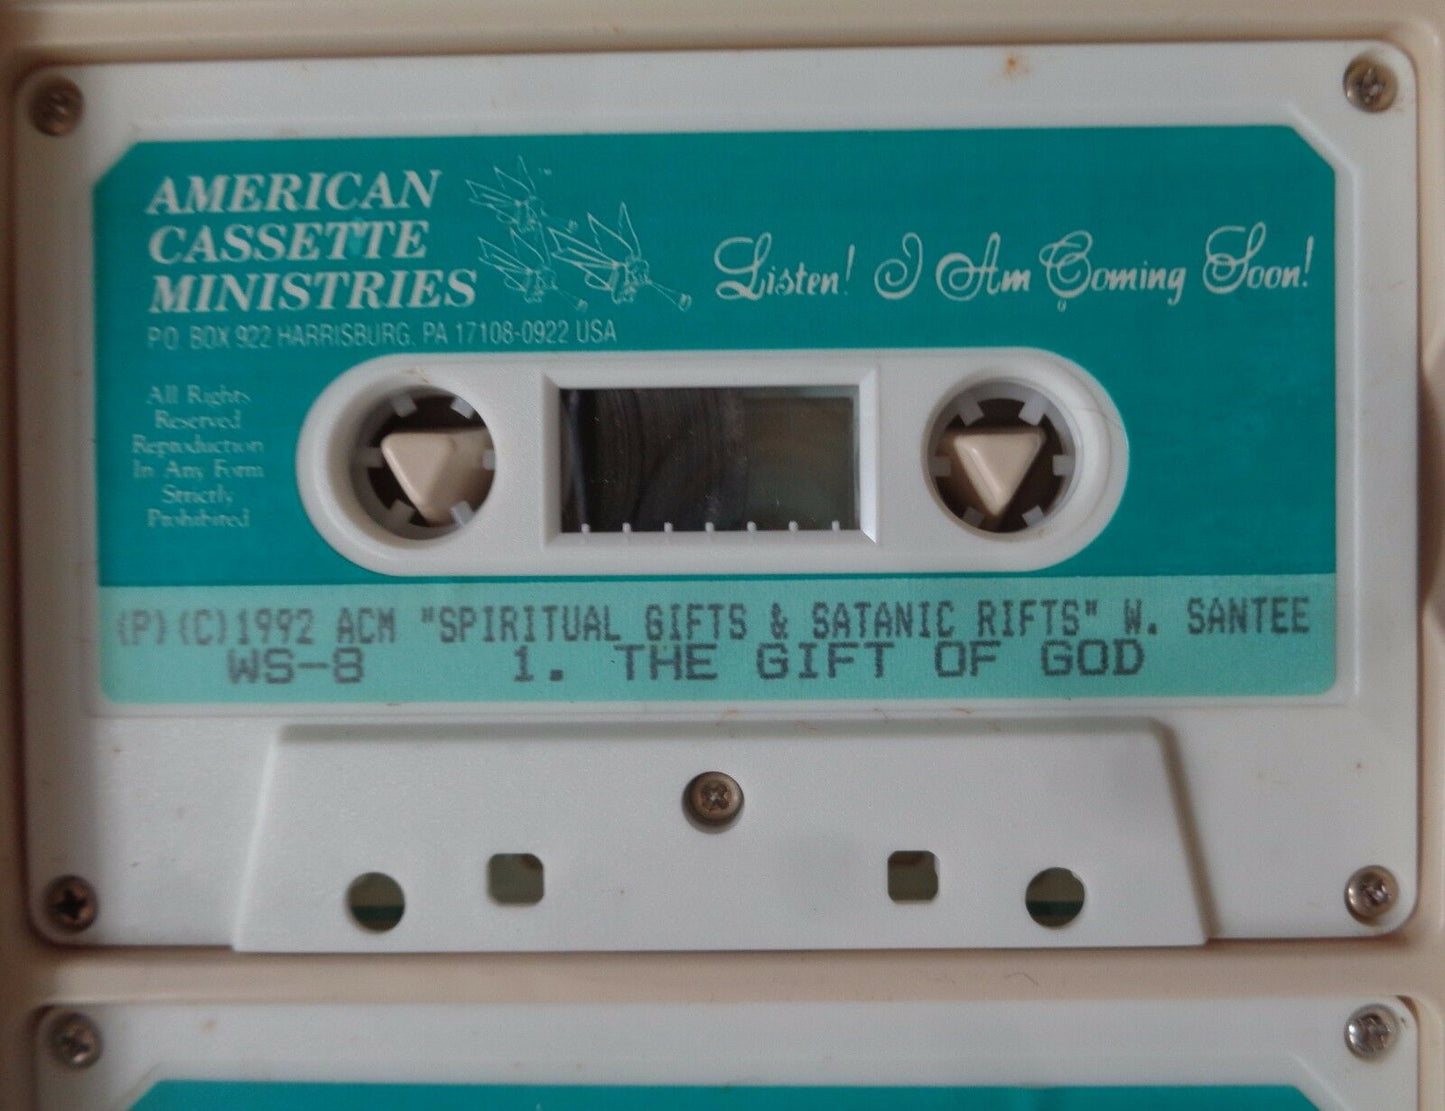 AMERICAN
CASSETTE
MINISTRIES
P.O. BOX 922 HARRISBURG, PA 17108-0922 USA
Listen! I Am Coming Soon!
All Rights
Reserved
Reproduction
In Any Form
Strictly
Prohibited
(P)(C)1992 ACM "SPIRITUAL GIFTS & SATANIC RIFTS" W. SANTEE
WS-8 1. THE GIFT OF GOD